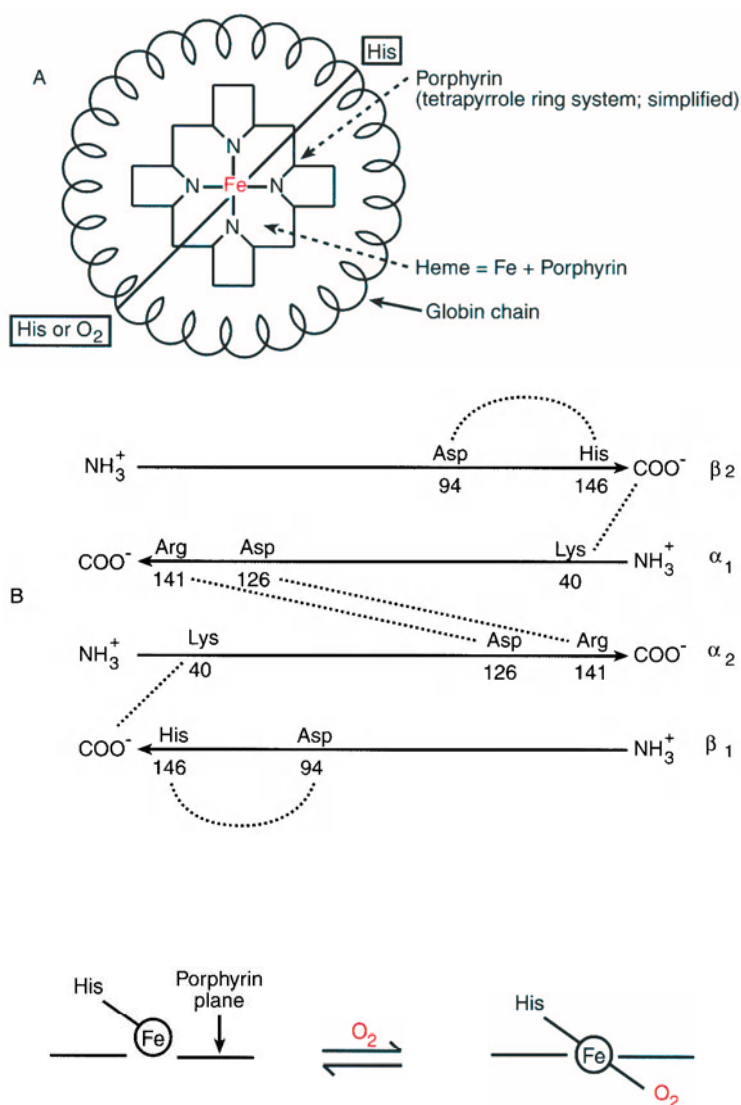 A
His
Porphyrin
(tetrapyrrole ring system; simplified)
N
N Fe N
N
Heme = Fe + Porphyrin
Globin chain
His or O₂
Asp His
NH₃⁺ COO⁻ β₂
94 146
Arg Asp Lys
COO⁻ NH₃⁺ α₁
141 126 40
B
Lys Asp Arg
NH₃⁺ COO⁻ α₂
40 126 141
His Asp
COO⁻ NH₃⁺ β₁
146 94
His Porphyrin
plane
Fe
O₂
His
Fe
O₂